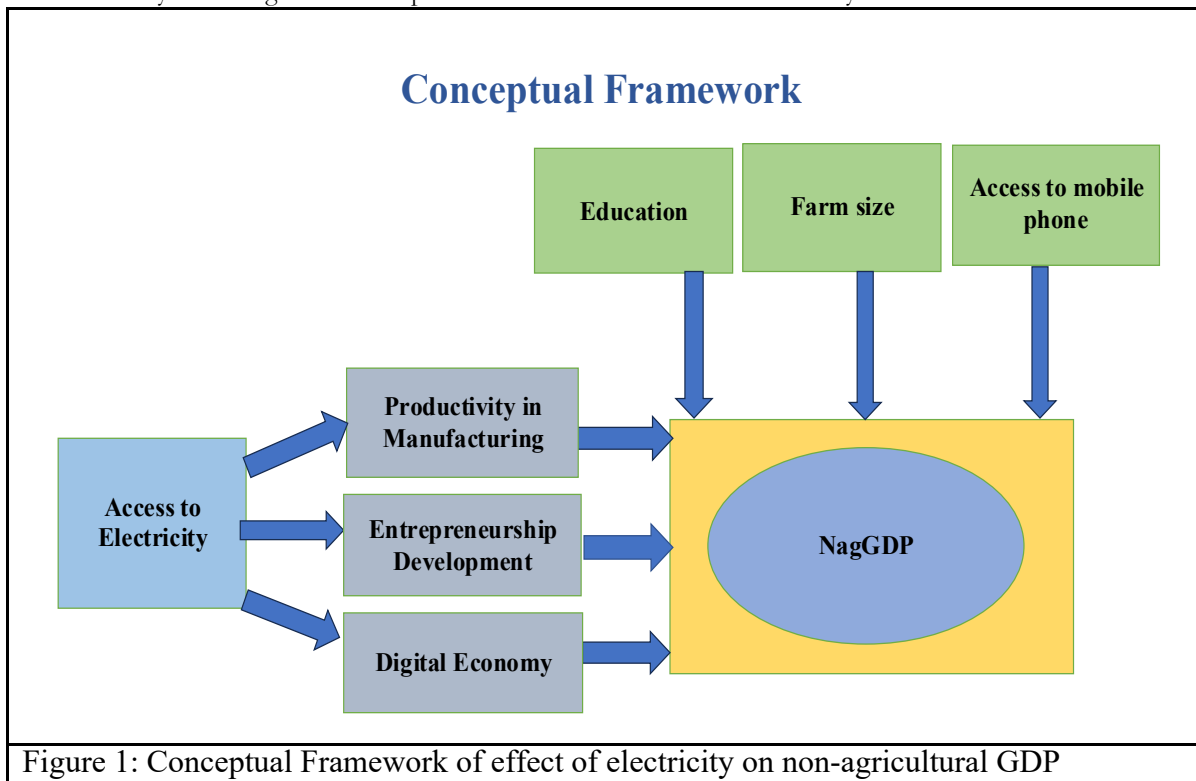 Conceptual Framework
Education
Farm size
Access to mobile
phone
Productivity in
Manufacturing
Access to
Electricity
Entrepreneurship
Development
NagGDP
Digital Economy
Figure 1: Conceptual Framework of effect of electricity on non-agricultural GDP